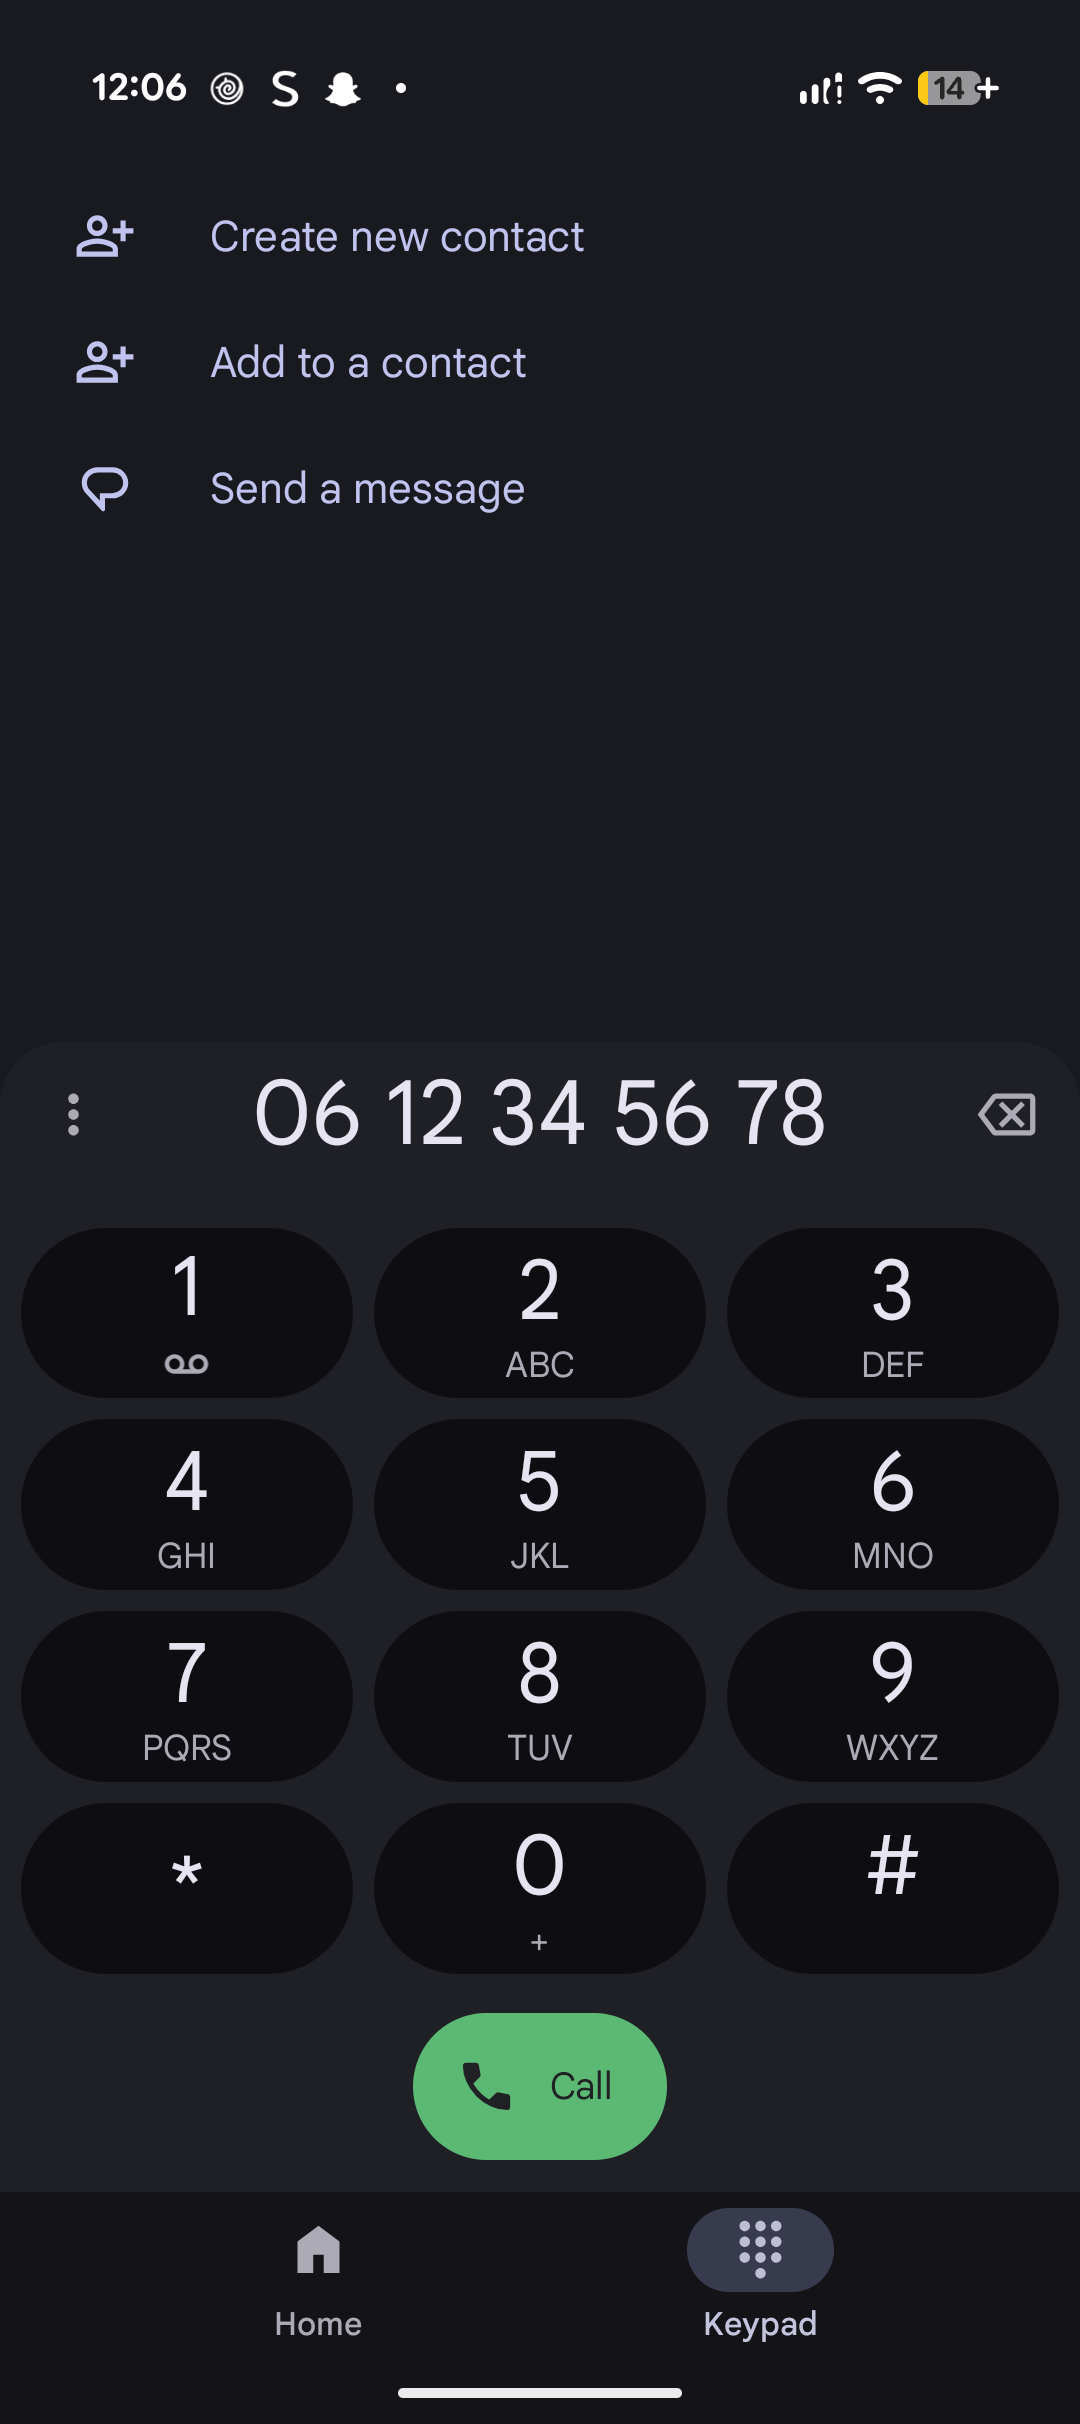 12:06 S 14+
Create new contact
Add to a contact
Send a message
06 12 34 56 78
1 2 3
ABC DEF
4 5 6
GHI JKL MNO
7 8 9
PQRS TUV WXYZ
* 0 #
+
Call
Home Keypad